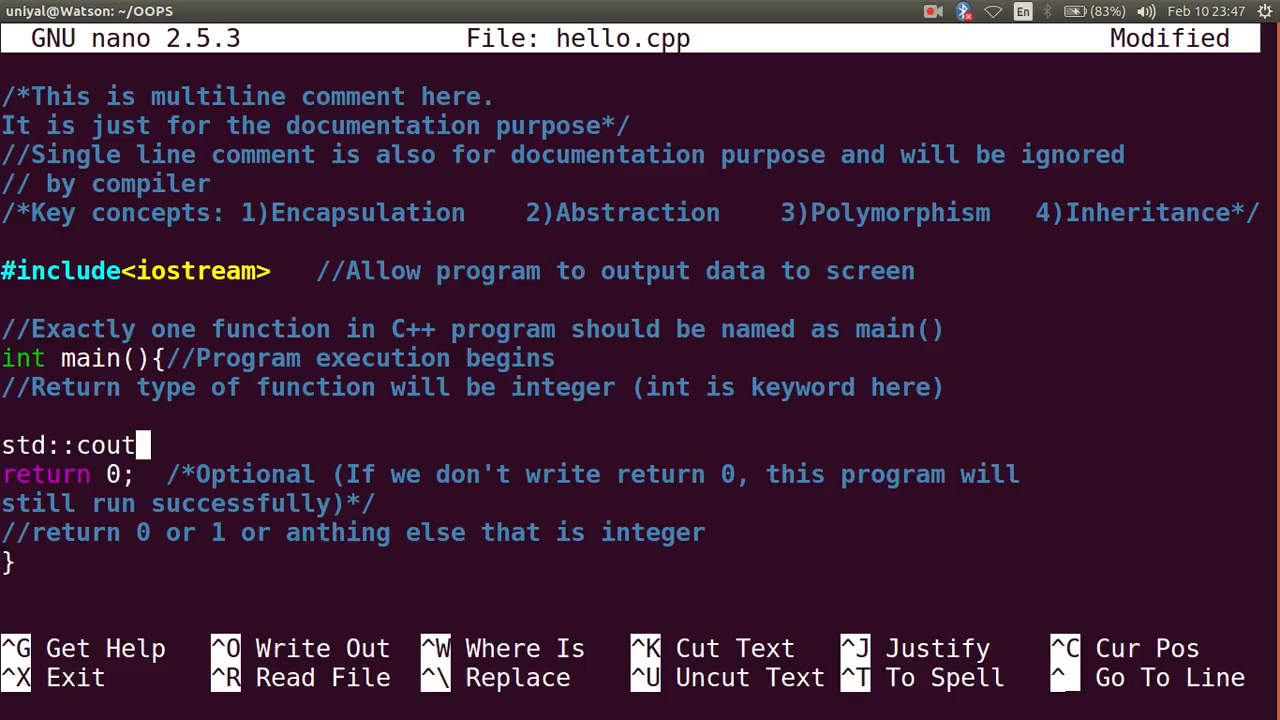 uniyal@Watson: ~/OOPS En (83%) Feb 10 23:47
GNU nano 2.5.3 File: hello.cpp Modified
/*This is multiline comment here.
It is just for the documentation purpose*/
//Single line comment is also for documentation purpose and will be ignored
// by compiler
/*Key concepts: 1)Encapsulation    2)Abstraction    3)Polymorphism   4)Inheritance*/
#include<iostream>   //Allow program to output data to screen
//Exactly one function in C++ program should be named as main()
int main(){//Program execution begins
//Return type of function will be integer (int is keyword here)
std::cout
return 0;  /*Optional (If we don't write return 0, this program will
still run successfully)*/
//return 0 or 1 or anthing else that is integer
}
^G Get Help ^O Write Out ^W Where Is ^K Cut Text ^J Justify ^C Cur Pos
^X Exit ^R Read File ^\ Replace ^U Uncut Text ^T To Spell ^_ Go To Line